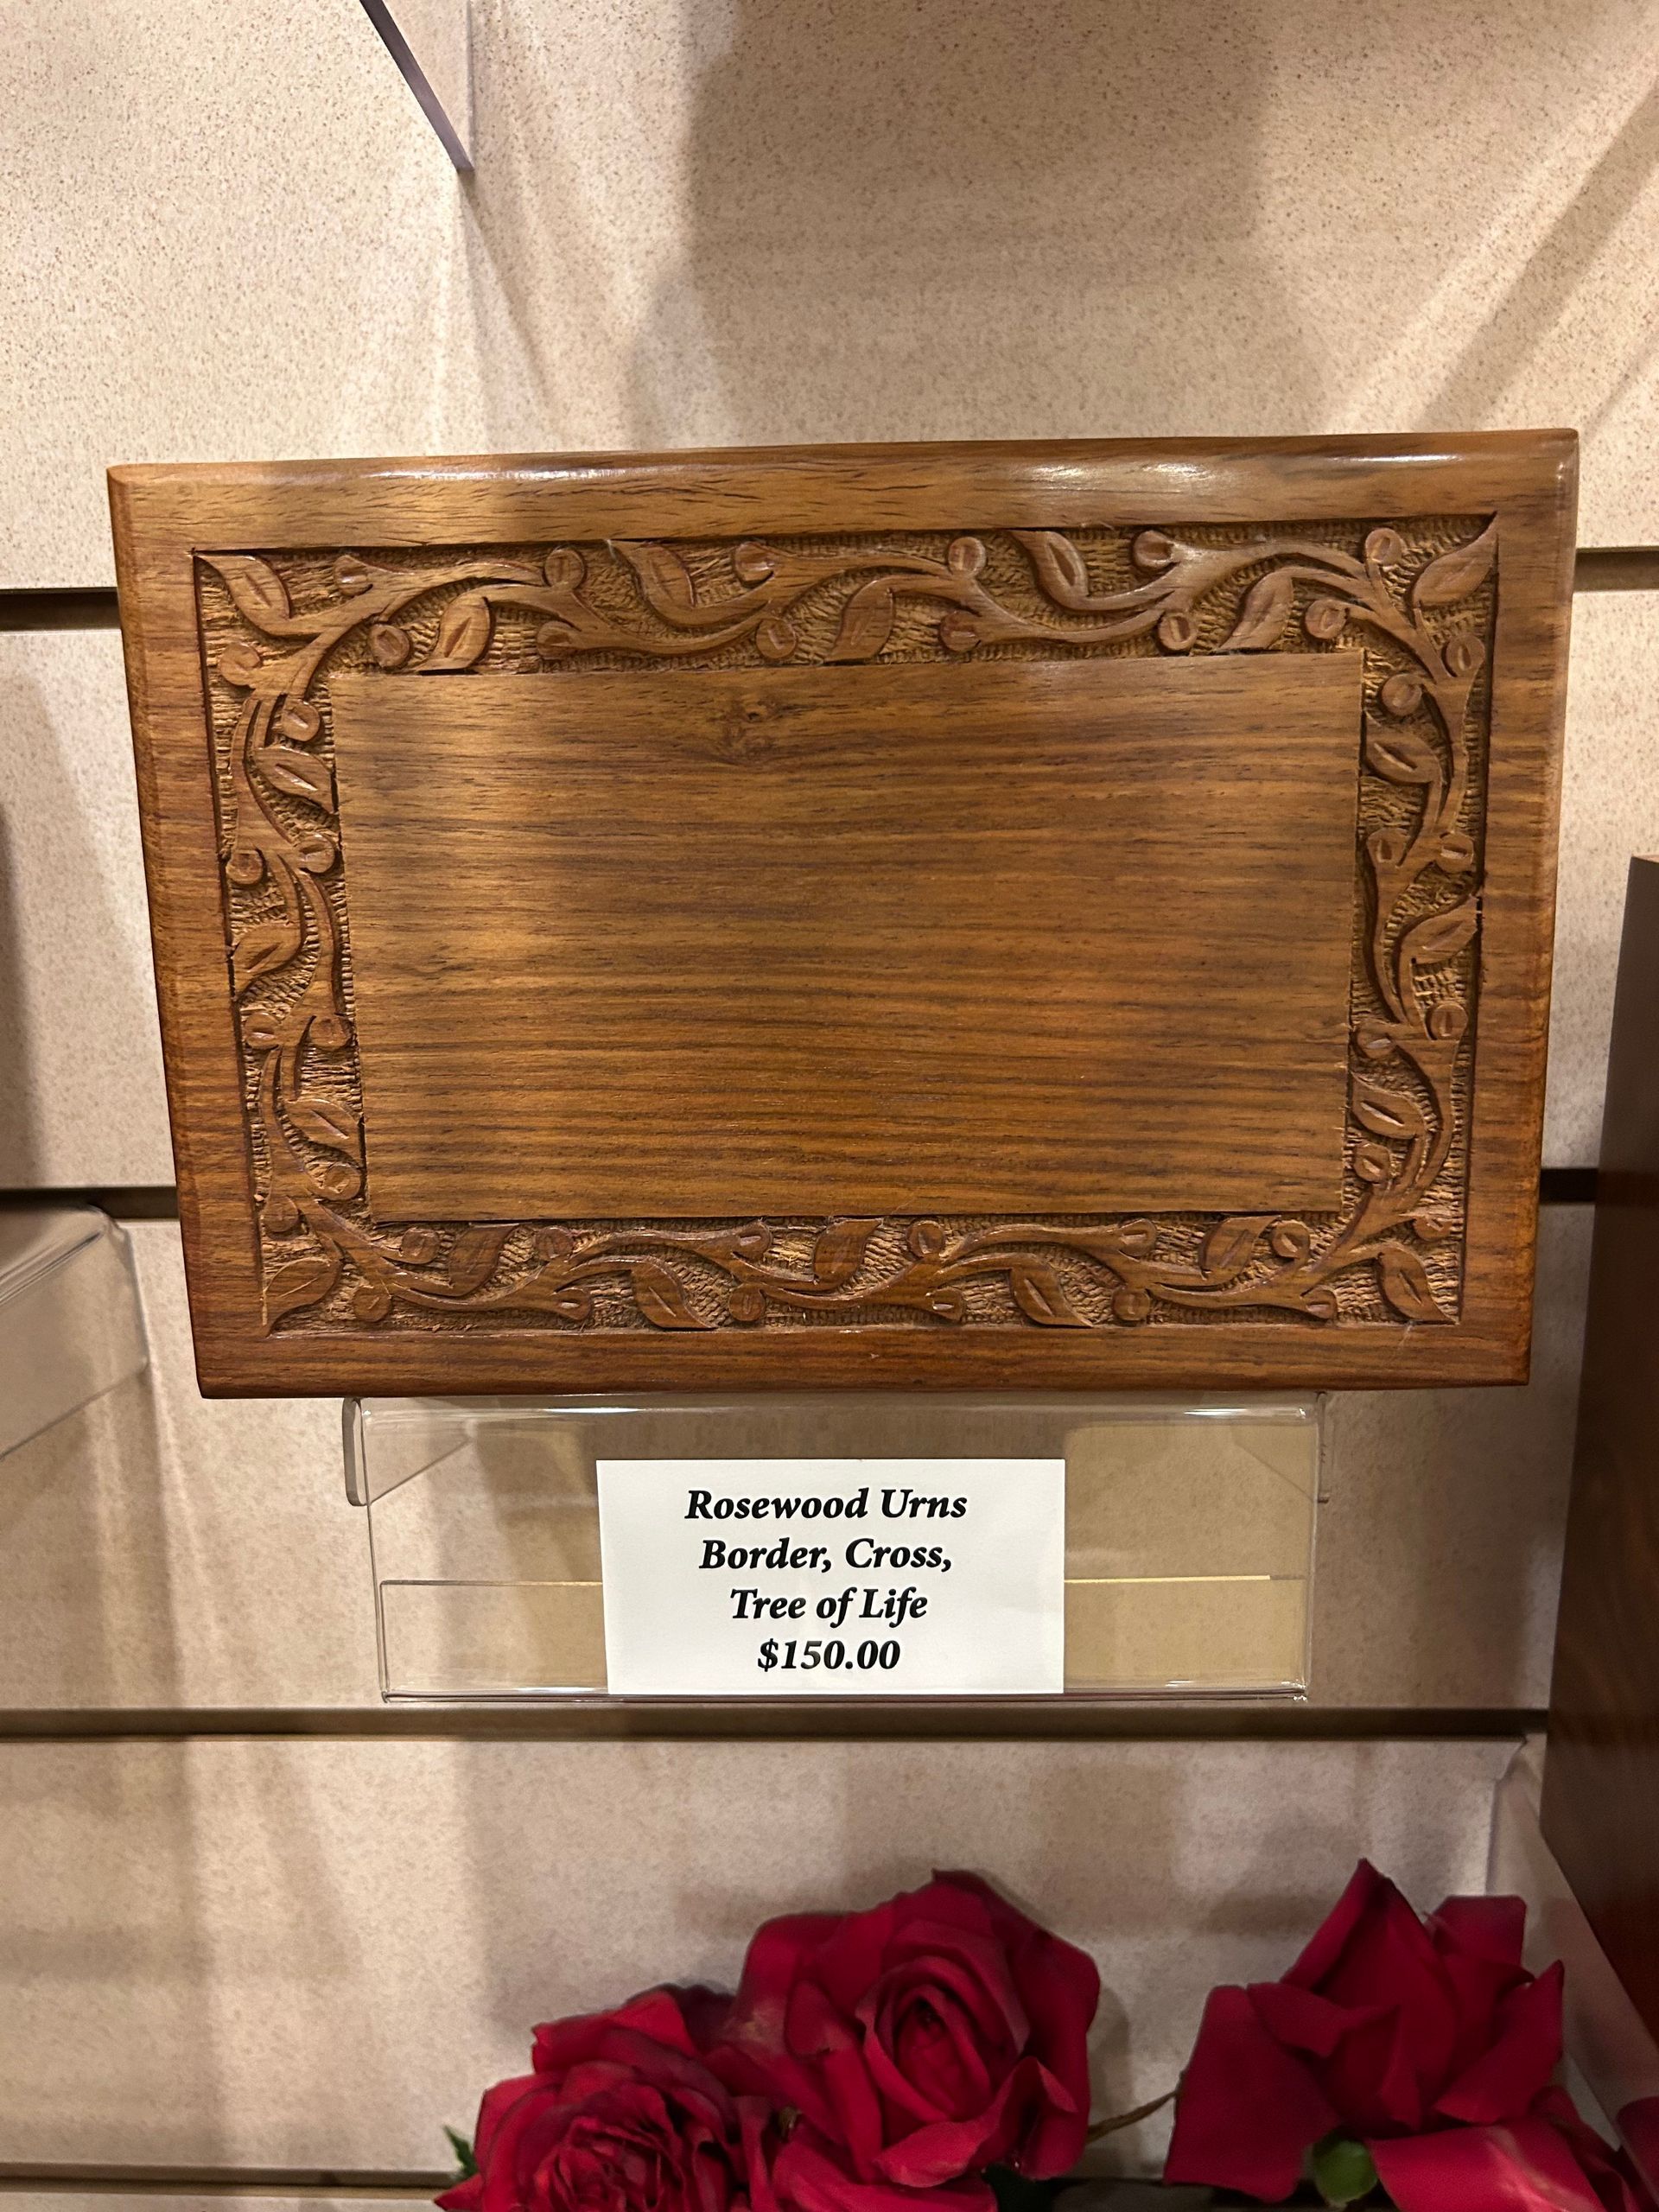 Rosewood Urns
Border, Cross,
Tree of Life
$150.00